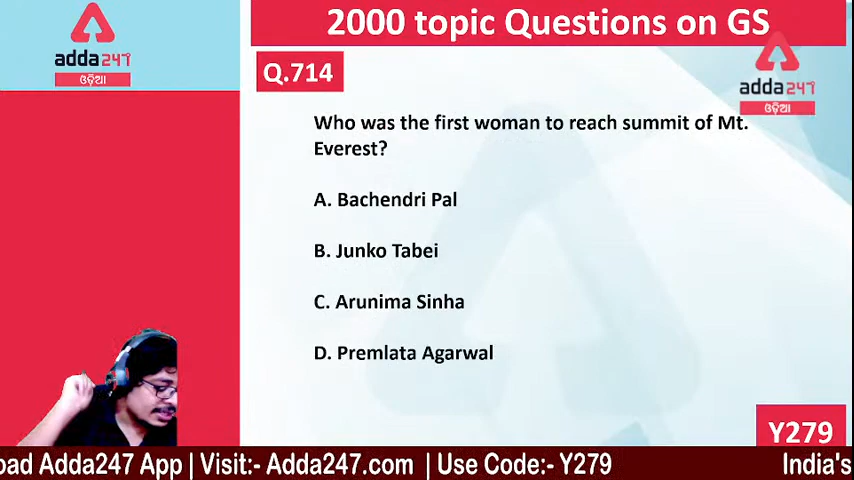 2000 topic Questions on GS
adda247
ଓଡ଼ିଆ
Q.714
adda247
ଓଡ଼ିଆ
Who was the first woman to reach summit of Mt.
Everest?
A. Bachendri Pal
B. Junko Tabei
C. Arunima Sinha
D. Premlata Agarwal
Y279
oad Adda247 App | Visit:- Adda247.com | Use Code:- Y279 India's